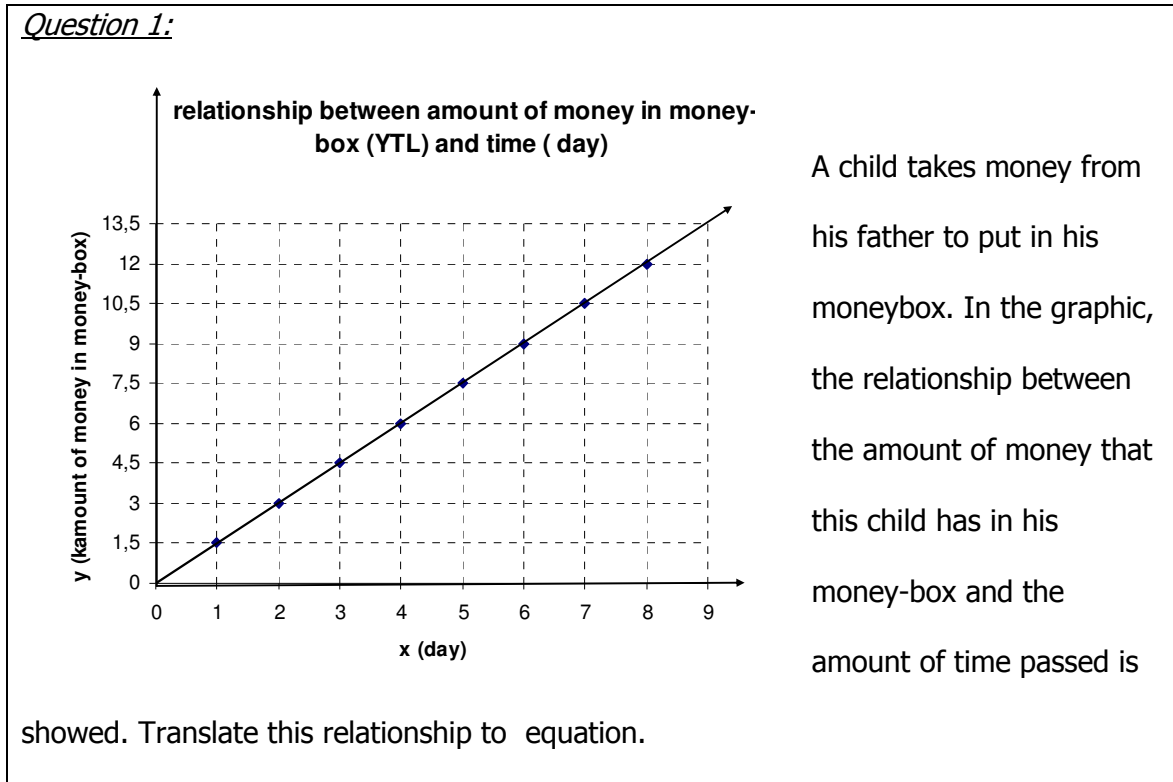 Question 1:
relationship between amount of money in money-
box (YTL) and time ( day)
y (kamount of money in money-box)
13,5
12
10,5
9
7,5
6
4,5
3
1,5
0
0 1 2 3 4 5 6 7 8 9
x (day)
A child takes money from
his father to put in his
moneybox. In the graphic,
the relationship between
the amount of money that
this child has in his
money-box and the
amount of time passed is
showed. Translate this relationship to equation.